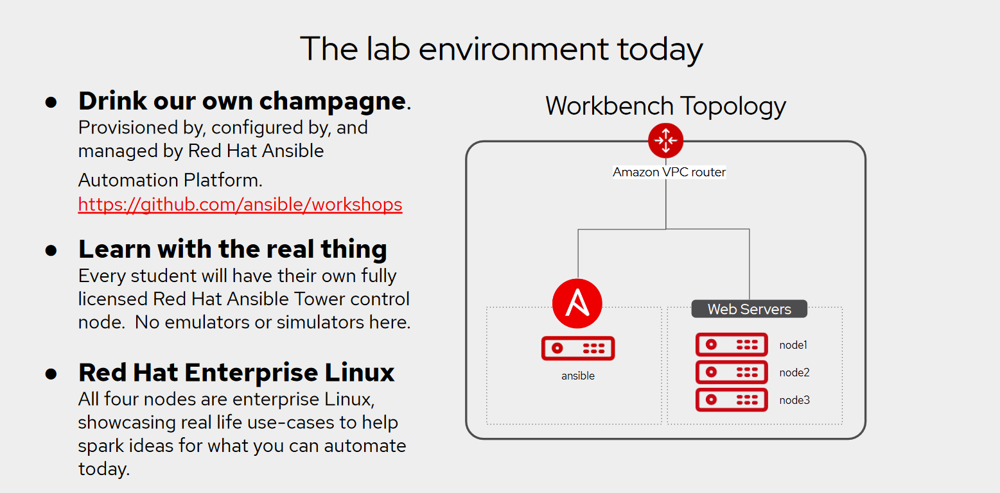 The lab environment today
● Drink our own champagne.
Provisioned by, configured by, and
managed by Red Hat Ansible
Automation Platform.
https://github.com/ansible/workshops
● Learn with the real thing
Every student will have their own fully
licensed Red Hat Ansible Tower control
node.  No emulators or simulators here.
● Red Hat Enterprise Linux
All four nodes are enterprise Linux,
showcasing real life use-cases to help
spark ideas for what you can automate
today.
Workbench Topology
Amazon VPC router
ansible
Web Servers
node1
node2
node3